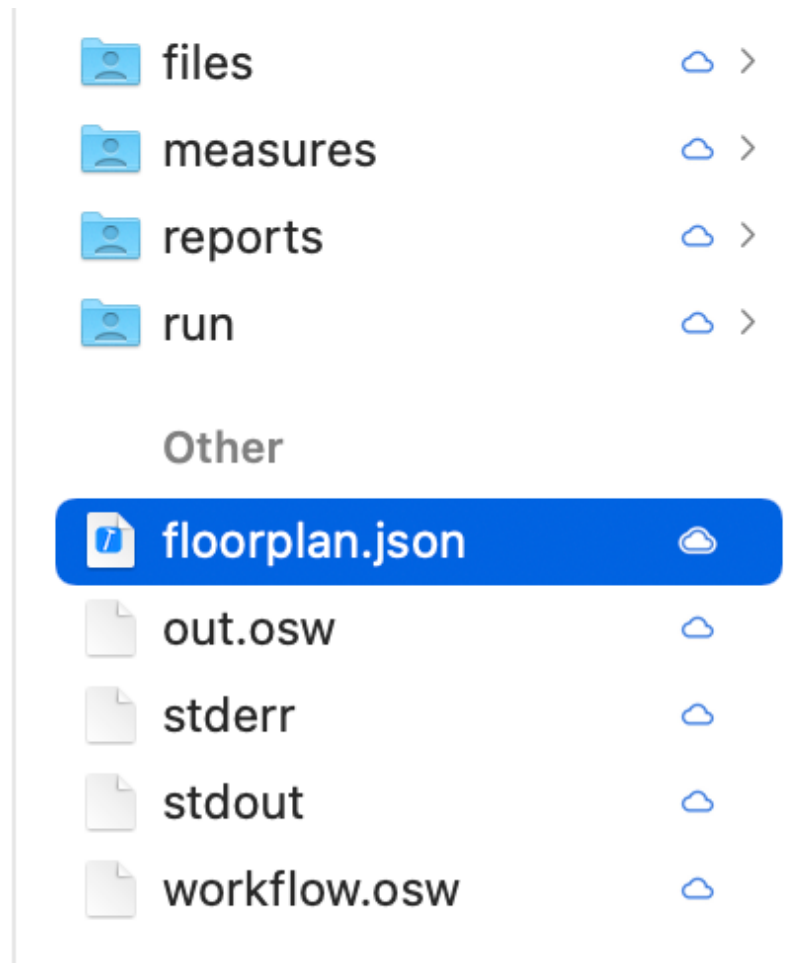 files
measures
reports
run
Other
floorplan.json
out.osw
stderr
stdout
workflow.osw